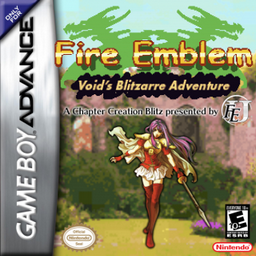 ONLY FOR
GAME BOY ADVANCE
Fire Emblem
Void's Blitzarre Adventure
A Chapter Creation Blitz presented by
Official
Nintendo
Seal
EVERYONE 10+
E
ESRB
Nintendo